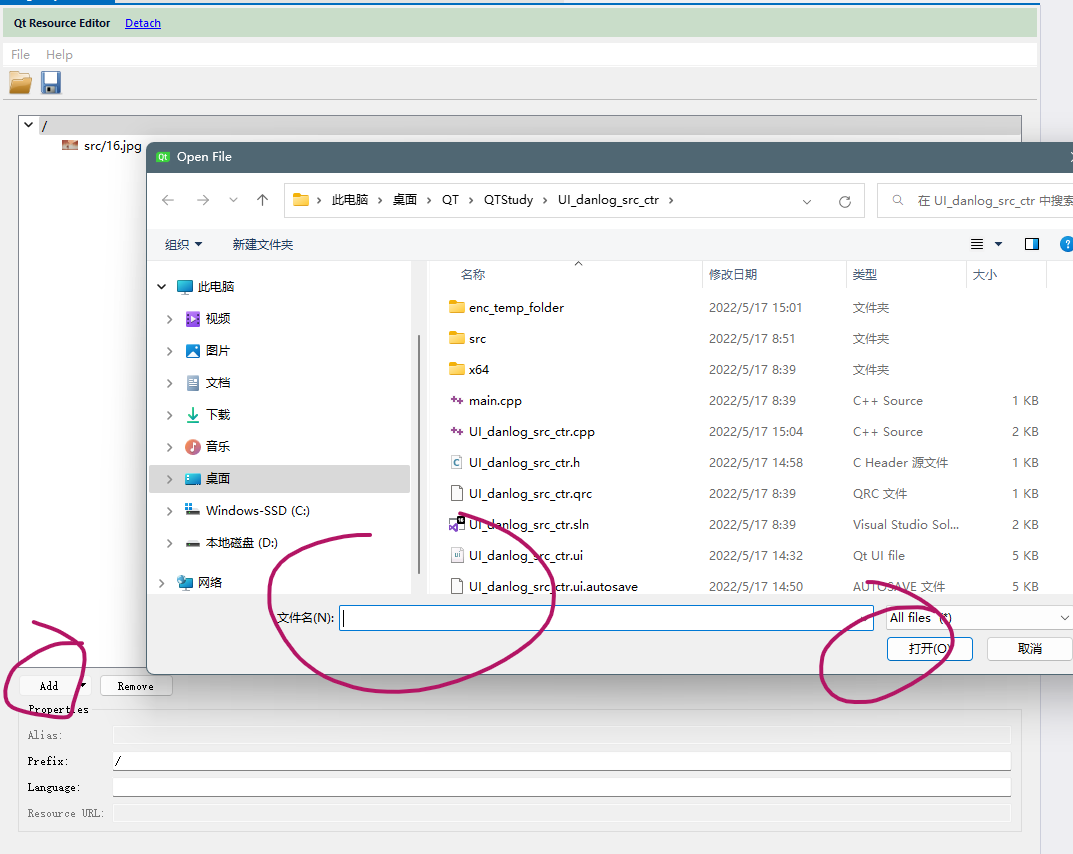 Qt Resource Editor Detach
File Help
/
src/16.jpg
Qt Open File
此电脑 › 桌面 › QT › QTStudy › UI_danlog_src_ctr ›
在 UI_danlog_src_ctr 中搜索
组织 新建文件夹
名称 修改日期 类型 大小
此电脑
视频
图片
文档
下载
音乐
桌面
Windows-SSD (C:)
本地磁盘 (D:)
网络
enc_temp_folder 2022/5/17 15:01 文件夹
src 2022/5/17 8:51 文件夹
x64 2022/5/17 8:39 文件夹
main.cpp 2022/5/17 8:39 C++ Source 1 KB
UI_danlog_src_ctr.cpp 2022/5/17 15:04 C++ Source 2 KB
UI_danlog_src_ctr.h 2022/5/17 14:58 C Header 源文件 1 KB
UI_danlog_src_ctr.qrc 2022/5/17 8:39 QRC 文件 1 KB
UI_danlog_src_ctr.sln 2022/5/17 8:39 Visual Studio Sol... 2 KB
UI_danlog_src_ctr.ui 2022/5/17 14:32 Qt UI file 5 KB
UI_danlog_src_ctr.ui.autosave 2022/5/17 14:50 AUTOSAVE 文件 5 KB
文件名(N): All files (*)
打开(O) 取消
Add Remove
Properties
Alias:
Prefix: /
Language:
Resource URL: